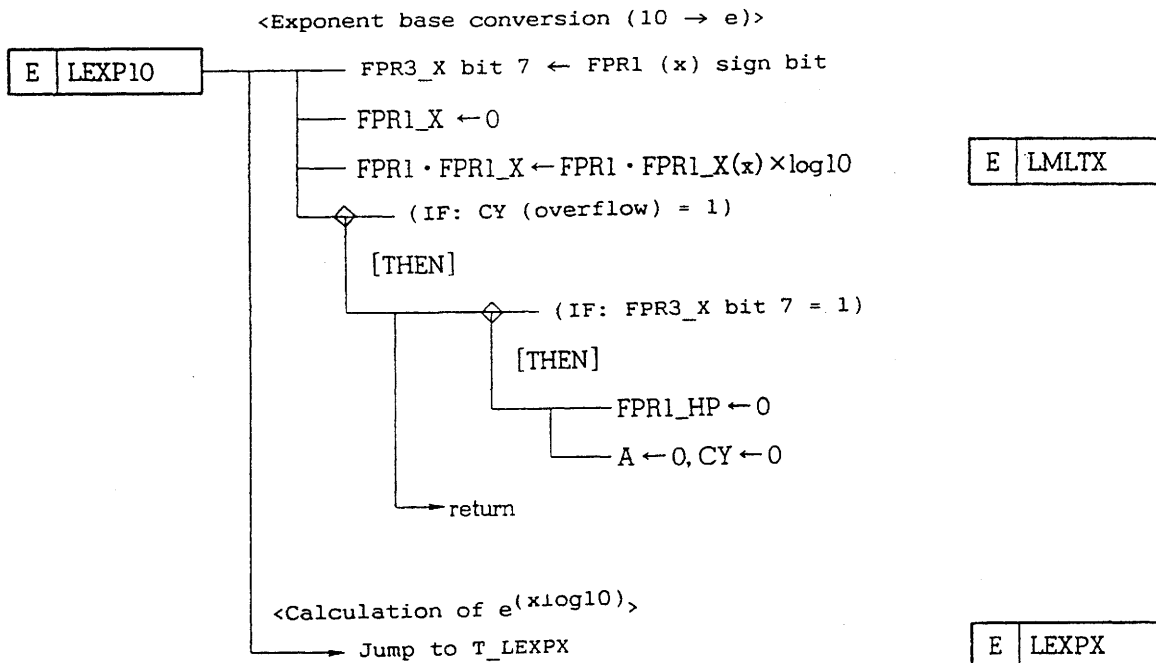 <Exponent base conversion (10 → e)>
E LEXP10
FPR3_X bit 7 ← FPR1 (x) sign bit
FPR1_X ← 0
FPR1・FPR1_X ← FPR1・FPR1_X(x) × log10
E LMLTX
(IF: CY (overflow) = 1)
[THEN]
(IF: FPR3_X bit 7 = 1)
[THEN]
FPR1_HP ← 0
A ← 0, CY ← 0
return
<Calculation of e(xlog10)>
Jump to T_LEXPX
E LEXPX